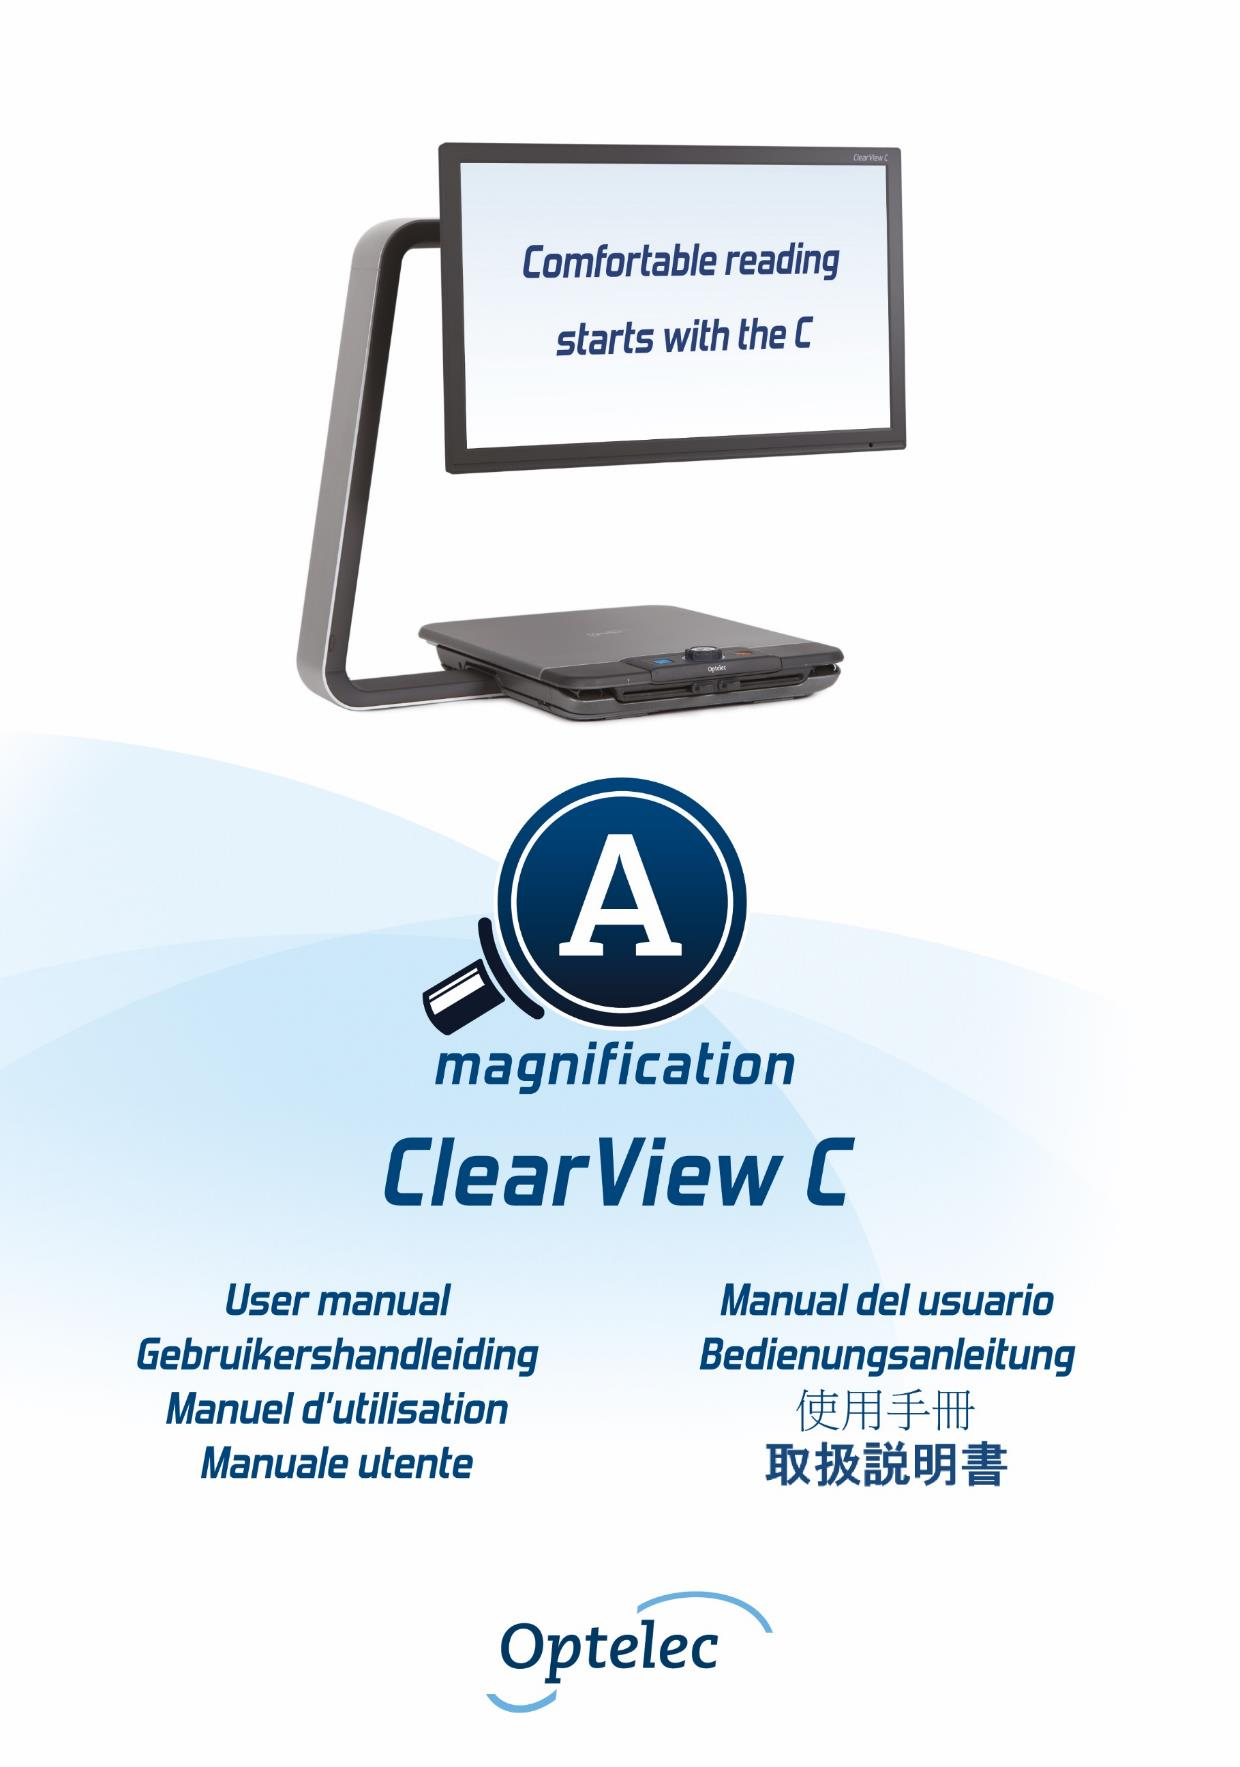 ClearView C
Comfortable reading
starts with the C
Optelec
A
magnification
ClearView C
User manual
Gebruikershandleiding
Manuel d'utilisation
Manuale utente
Manual del usuario
Bedienungsanleitung
使用手冊
取扱説明書
Optelec